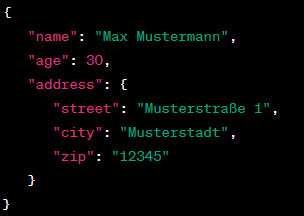 {
   "name": "Max Mustermann",
   "age": 30,
   "address": {
      "street": "Musterstraße 1",
      "city": "Musterstadt",
      "zip": "12345"
   }
}